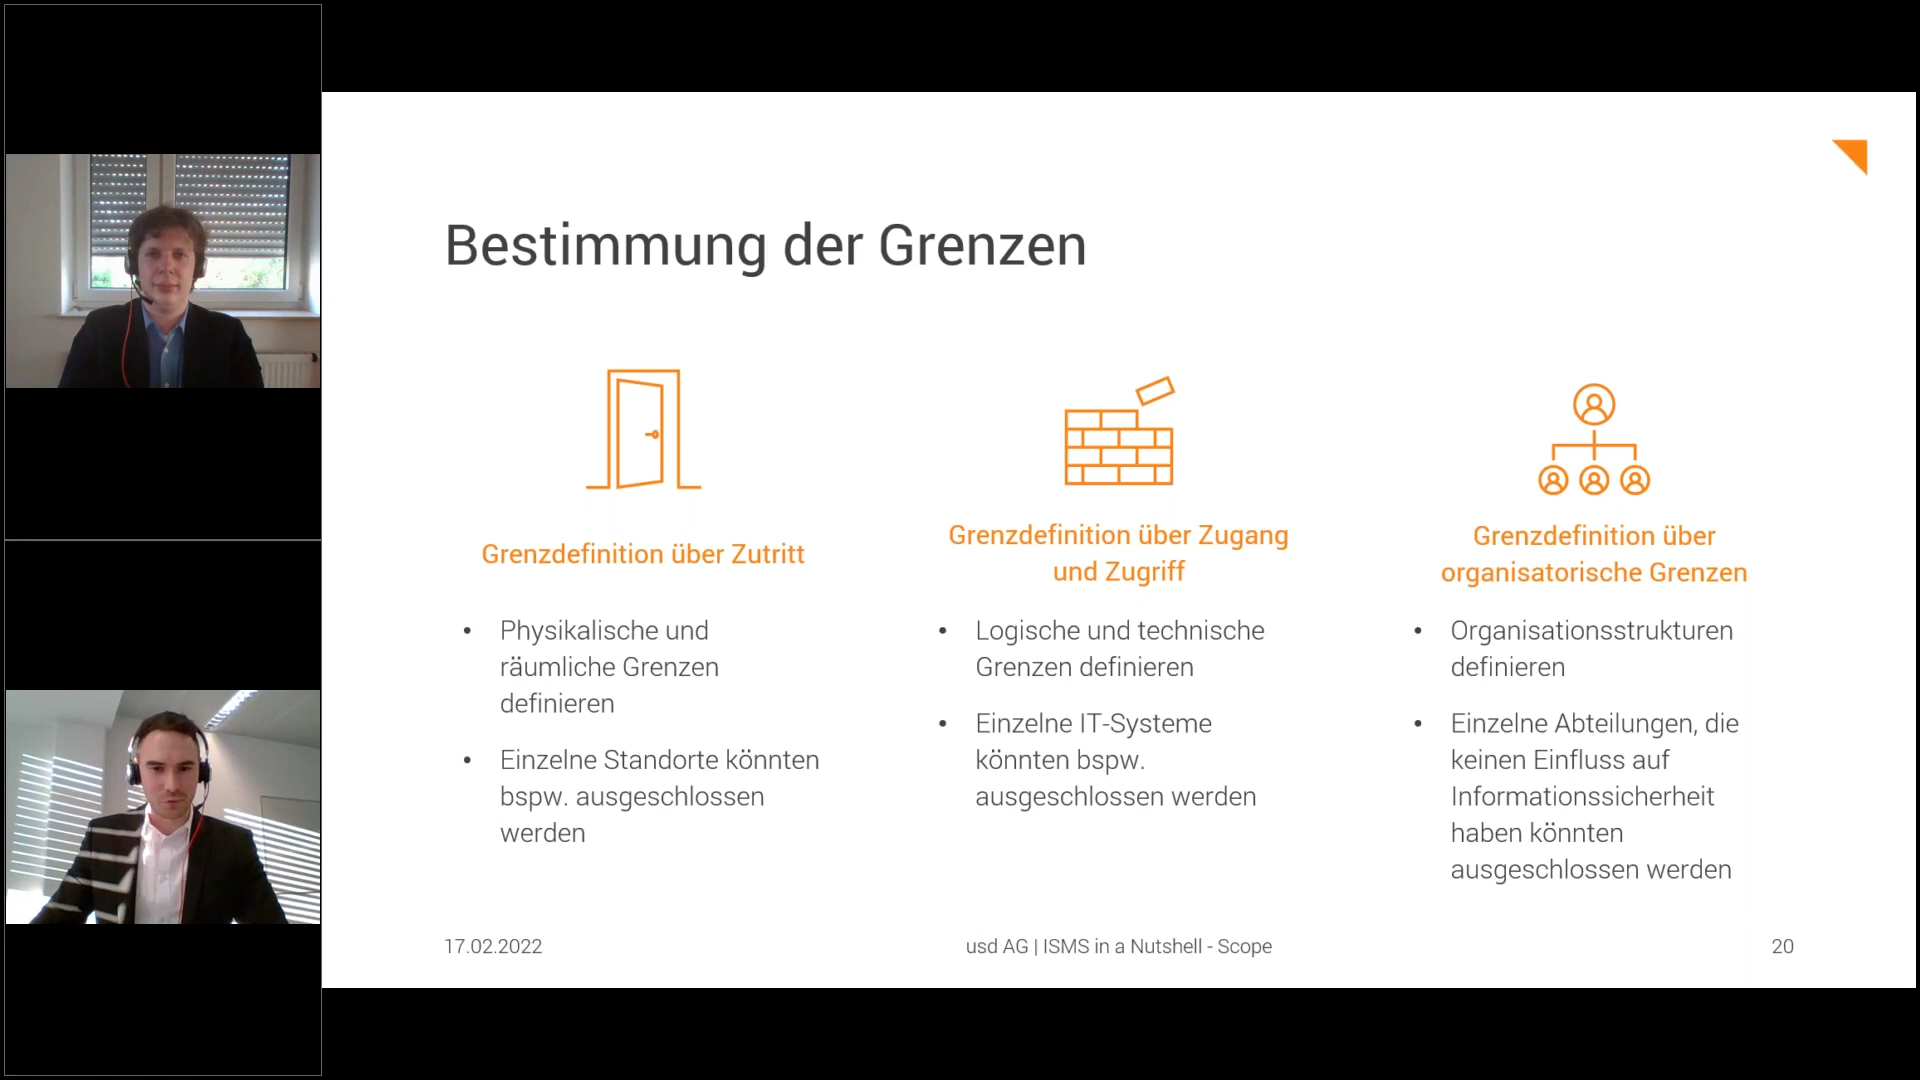 Bestimmung der Grenzen
Grenzdefinition über Zutritt
• Physikalische und
räumliche Grenzen
definieren
• Einzelne Standorte könnten
bspw. ausgeschlossen
werden
Grenzdefinition über Zugang
und Zugriff
• Logische und technische
Grenzen definieren
• Einzelne IT-Systeme
könnten bspw.
ausgeschlossen werden
Grenzdefinition über
organisatorische Grenzen
• Organisationsstrukturen
definieren
• Einzelne Abteilungen, die
keinen Einfluss auf
Informationssicherheit
haben könnten
ausgeschlossen werden
17.02.2022
usd AG | ISMS in a Nutshell - Scope
20